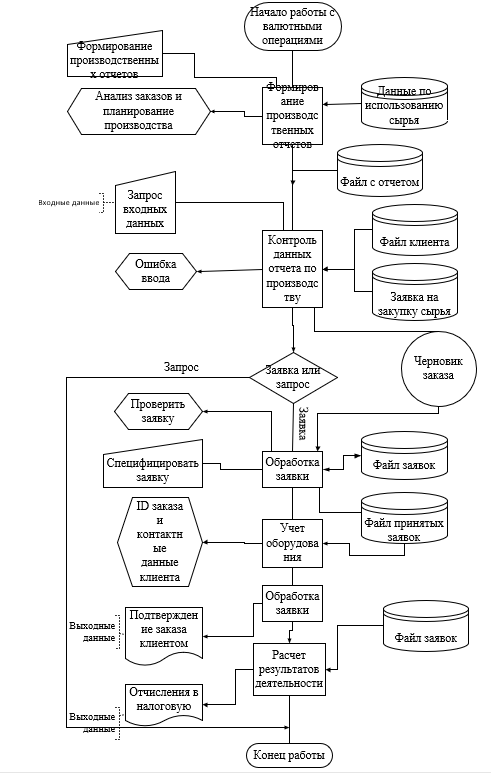 Начало работы с
валютными
операциями
Формирование
производственны
х отчетов
Анализ заказов и
планирование
производства
Формиров
ание
производс
твенных
отчетов
Данные по
использованию
сырья
Файл с отчетом
Входные данные
Запрос
входных
данных
Файл клиента
Контроль
данных
отчета по
производс
тву
Ошибка
ввода
Заявка на
закупку сырья
Черновик
заказа
Запрос
Заявка или
запрос
Проверить
заявку
Заявка
Специфицировать
заявку
Обработка
заявки
Файл заявок
ID заказа
и
контактн
ые
данные
клиента
Учет
оборудова
ния
Файл принятых
заявок
Обработка
заявки
Выходные
данные
Подтвержден
ие заказа
клиентом
Файл заявок
Расчет
результатов
деятельности
Отчисления в
налоговую
Выходные
данные
Конец работы